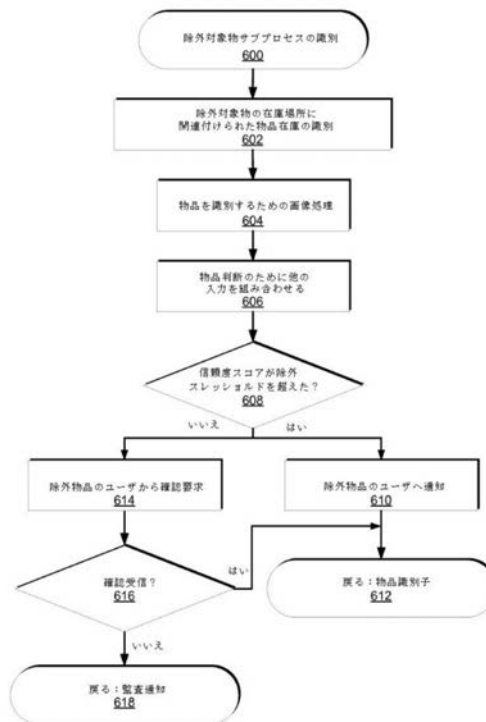 除外対象物サブプロセスの識別
600
除外対象物の在庫場所に
関連付けられた物品在庫の識別
602
物品を識別するための画像処理
604
物品判断のために他の
入力を組み合わせる
606
信頼度スコアが除外
スレッショルドを超えた?
608
いいえ
はい
除外物品のユーザから確認要求
614
除外物品のユーザへ通知
610
確認受信?
616
はい
戻る:物品識別子
612
いいえ
戻る:監査通知
618